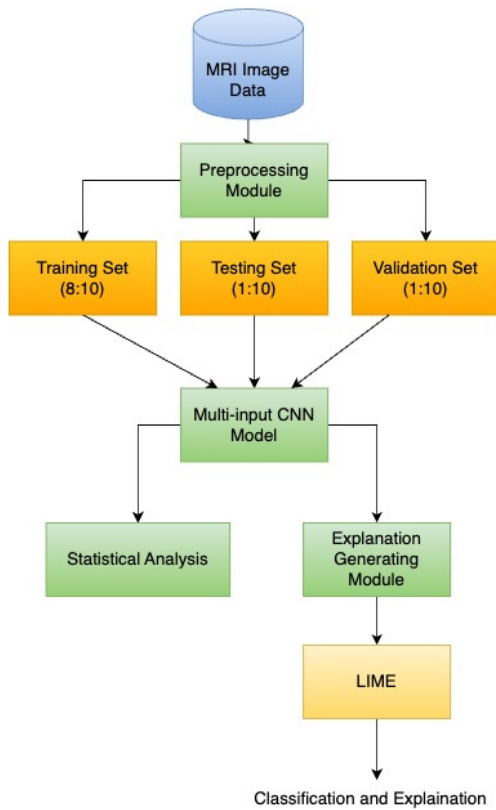 MRI Image
Data
Preprocessing
Module
Training Set
(8:10)
Testing Set
(1:10)
Validation Set
(1:10)
Multi-input CNN
Model
Statistical Analysis
Explanation
Generating
Module
LIME
Classification and Explaination